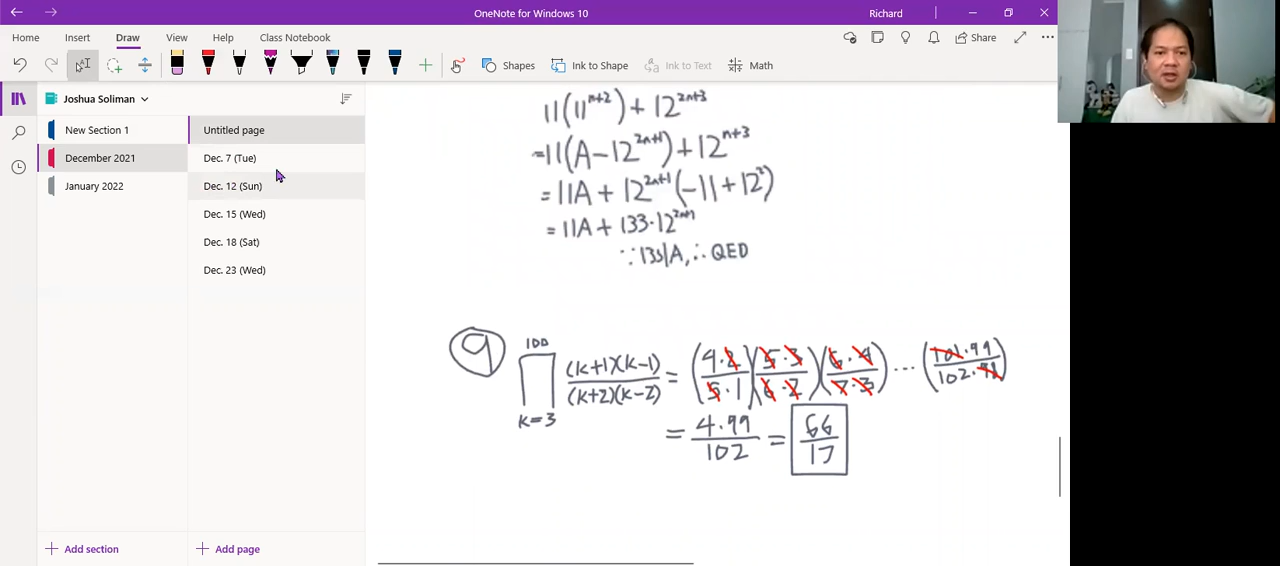 OneNote for Windows 10
Richard
Home Insert Draw View Help Class Notebook
Share
Shapes
Ink to Shape
Ink to Text
Math
Joshua Soliman
New Section 1
December 2021
January 2022
Untitled page
Dec. 7 (Tue)
Dec. 12 (Sun)
Dec. 15 (Wed)
Dec. 18 (Sat)
Dec. 23 (Wed)
Add section
Add page
11(11^{n+2}) + 12^{2n+3}
=11(A-12^{2n+1}) + 12^{n+3}
= 11A + 12^{2n+1}(-11+12^2)
= 11A + 133·12^{2n+1}
∵133|A, ∴ QED
9 ∏_{k=3}^{100} (k+1)(k-1)/(k+2)(k-2) = (4·2/5·1)(5·3/6·2)(6·4/7·3) ... (101·99/102·98)
= 4·99/102 = 66/17